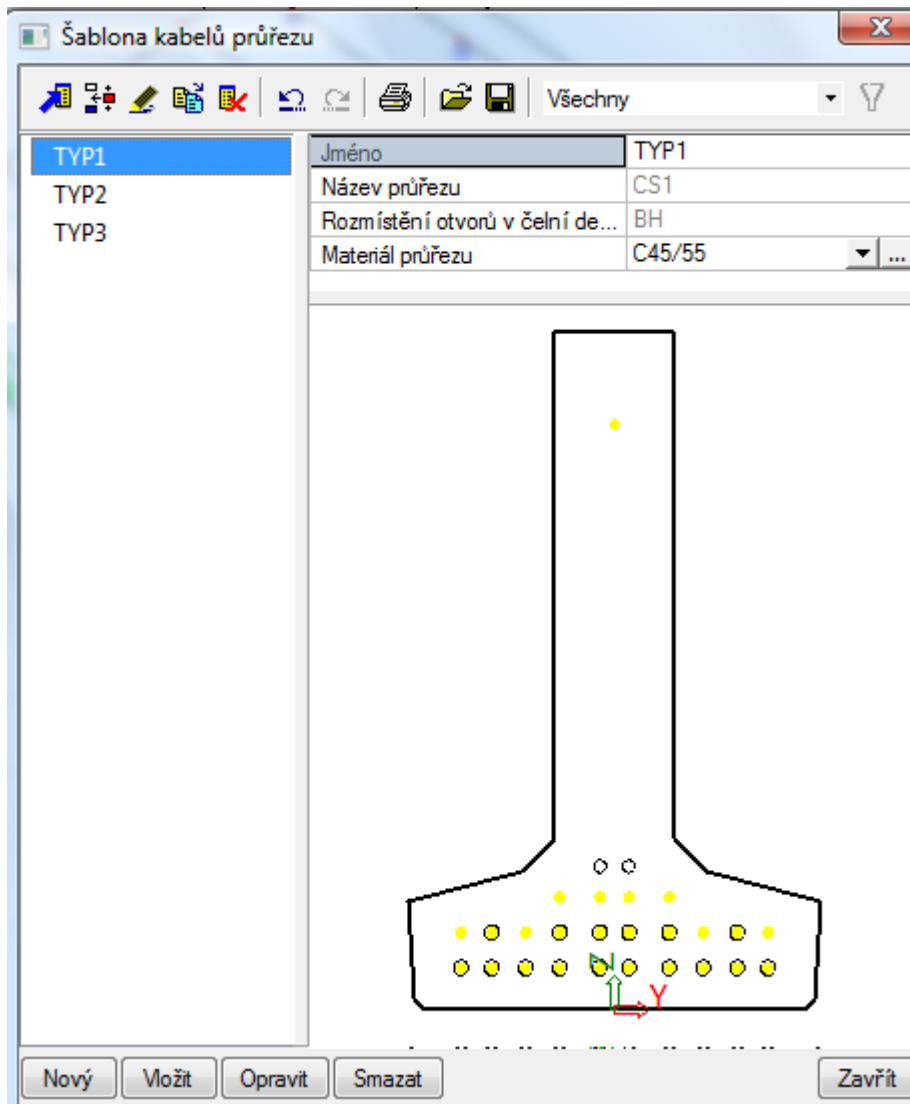 Šablona kabelů průřezu
Všechny
TYP1
TYP2
TYP3
Jméno TYP1
Název průřezu CS1
Rozmístění otvorů v čelní de... BH
Materiál průřezu C45/55 ...
Z
Y
Nový Vložit Opravit Smazat Zavřít